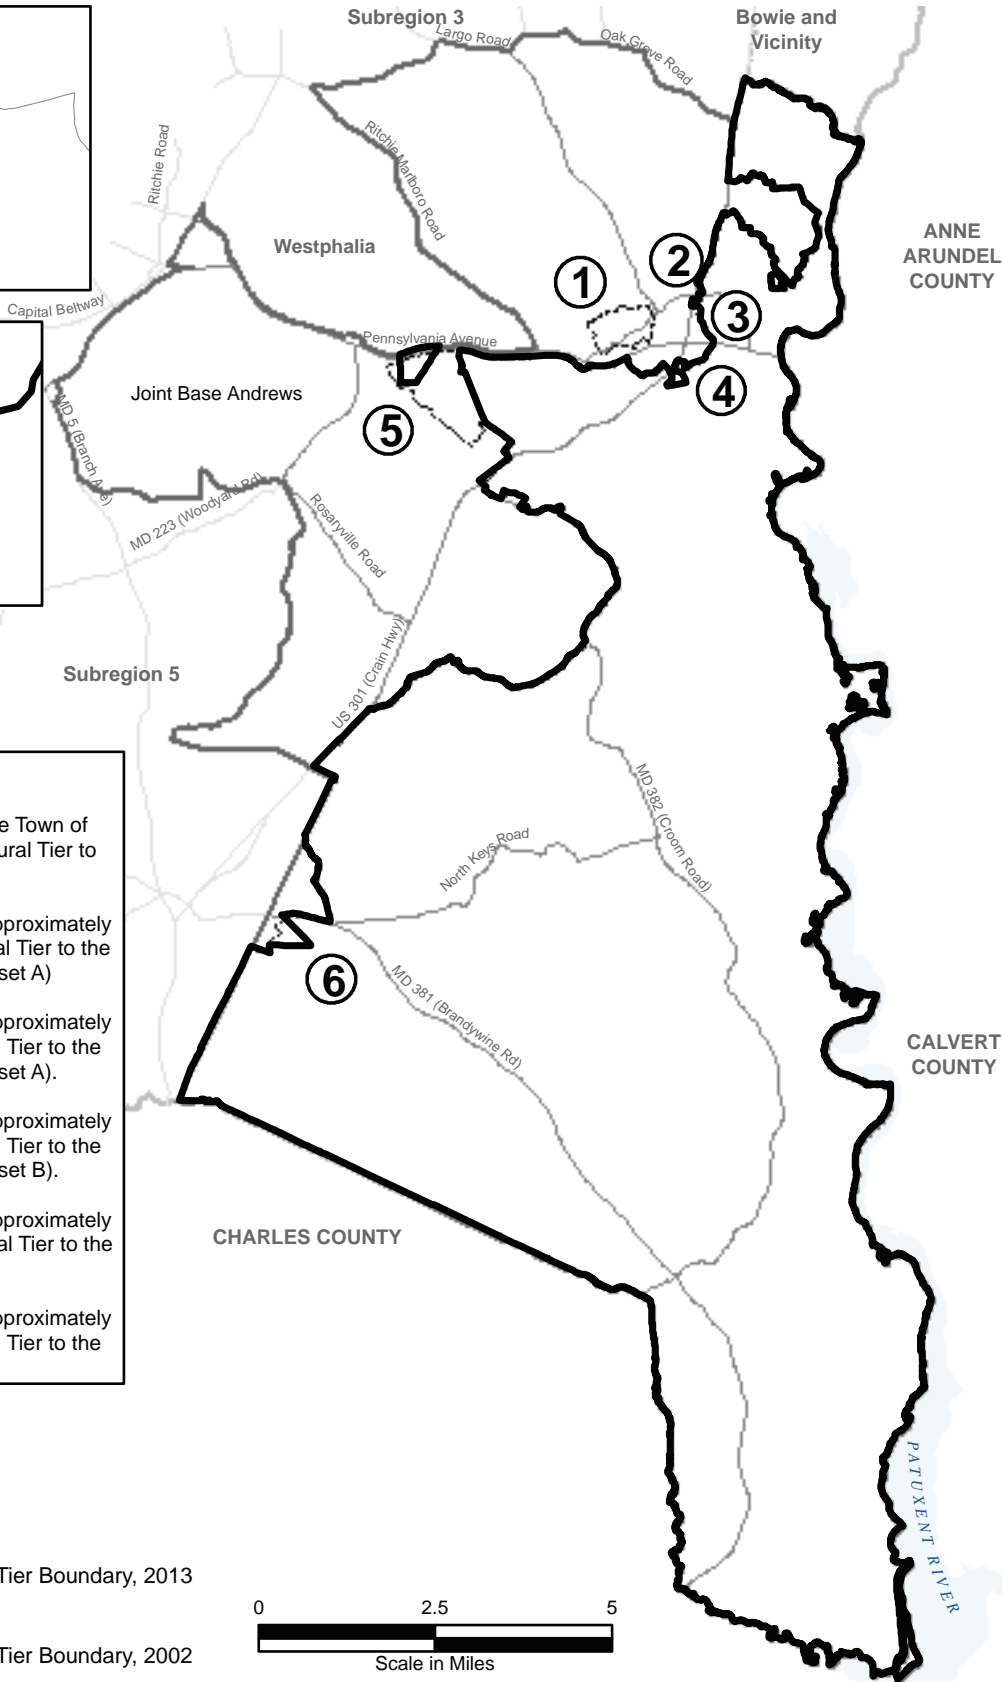 Subregion 3
Bowie and
Vicinity
Largo Road
Oak Grove Road
Ritchie Road
Ritchie Marlboro Road
Westphalia
ANNE
ARUNDEL
COUNTY
1
2
3
4
5
Capital Beltway
Pennsylvania Avenue
Joint Base Andrews
MD 5 (Branch Ave)
MD 223 (Woodyard Rd)
Rosaryville Road
US 301 (Crain Hwy)
Subregion 5
MD 382 (Croom Road)
North Keys Road
6
MD 381 (Brandywine Rd)
CALVERT
COUNTY
CHARLES COUNTY
e Town of
ural Tier to
pproximately
al Tier to the
set A)
pproximately
Tier to the
set A).
pproximately
Tier to the
set B).
pproximately
al Tier to the
pproximately
Tier to the
PATUXENT RIVER
Tier Boundary, 2013
Tier Boundary, 2002
0 2.5 5
Scale in Miles